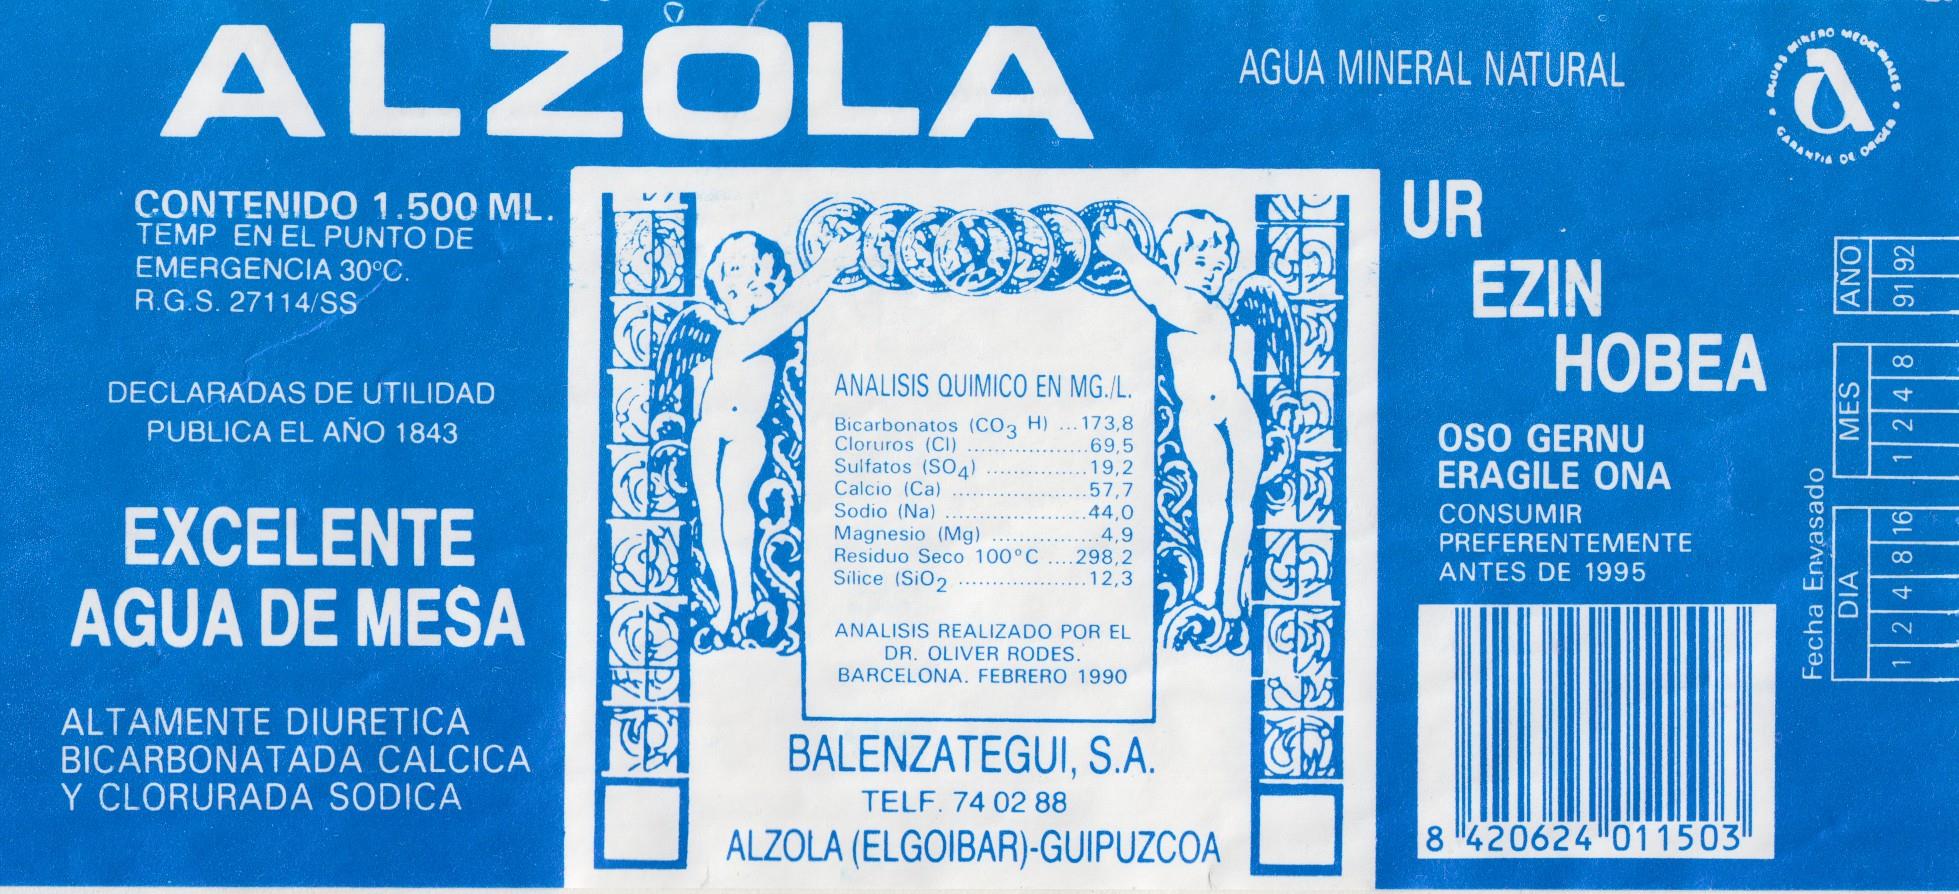 ALZOLA
AGUA MINERAL NATURAL
AGUAS MINERO MEDICINALES
GARANTIA DE ORIGEN
CONTENIDO 1.500 ML.
TEMP EN EL PUNTO DE
EMERGENCIA 30ºC.
R.G.S. 27114/SS
DECLARADAS DE UTILIDAD
PUBLICA EL AÑO 1843
EXCELENTE
AGUA DE MESA
ALTAMENTE DIURETICA
BICARBONATADA CALCICA
Y CLORURADA SODICA
ANALISIS QUIMICO EN MG./L.
Bicarbonatos (CO3 H) ...173,8
Cloruros (Cl) ..................69,5
Sulfatos (SO4) ...............19,2
Calcio (Ca) ....................57,7
Sodio (Na) .....................44,0
Magnesio (Mg) ................4,9
Residuo Seco 100°C ....298,2
Sílice (SiO2 ...................12,3
ANALISIS REALIZADO POR EL
DR. OLIVER RODES.
BARCELONA. FEBRERO 1990
BALENZATEGUI, S.A.
TELF. 74 02 88
ALZOLA (ELGOIBAR)-GUIPUZCOA
UR
EZIN
HOBEA
OSO GERNU
ERAGILE ONA
CONSUMIR
PREFERENTEMENTE
ANTES DE 1995
8 420624 011503
Fecha Envasado
DIA 1 2 4 8 16
MES 1 2 4 8
AÑO 91 92